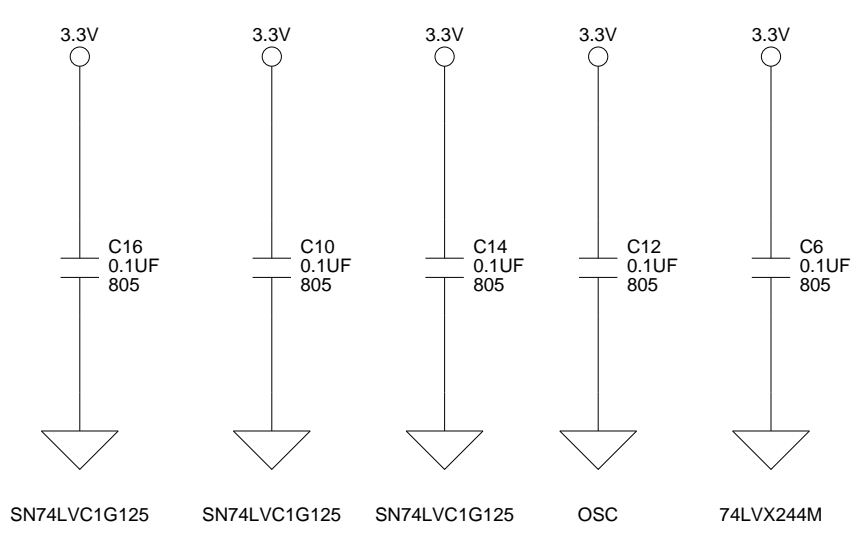 3.3V 3.3V 3.3V 3.3V 3.3V
C16 C10 C14 C12 C6
0.1UF 0.1UF 0.1UF 0.1UF 0.1UF
805 805 805 805 805
SN74LVC1G125 SN74LVC1G125 SN74LVC1G125 OSC 74LVX244M